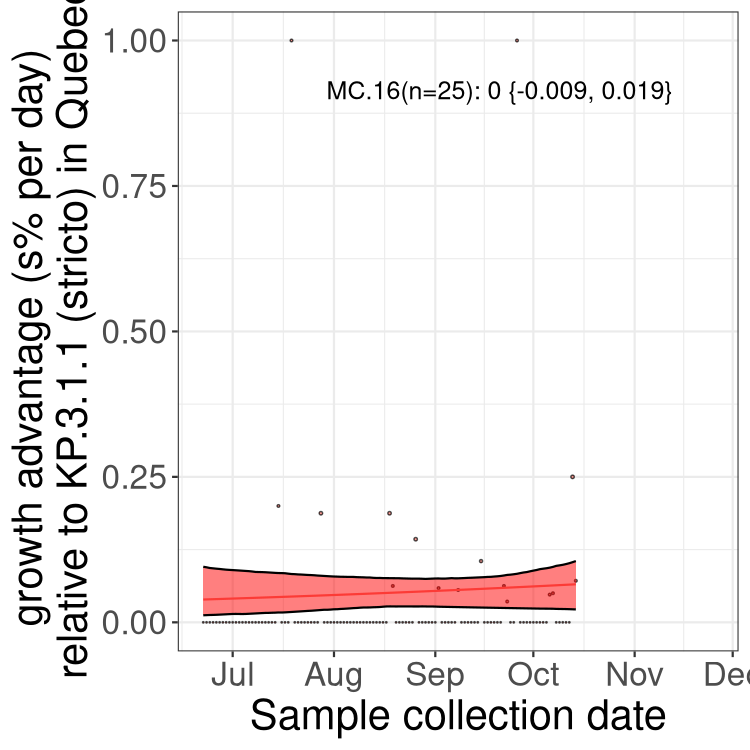 growth advantage (s% per day)
relative to KP.3.1.1 (stricto) in Quebec
1.00
0.75
0.50
0.25
0.00
MC.16(n=25): 0 {-0.009, 0.019}
Jul Aug Sep Oct Nov Dec
Sample collection date